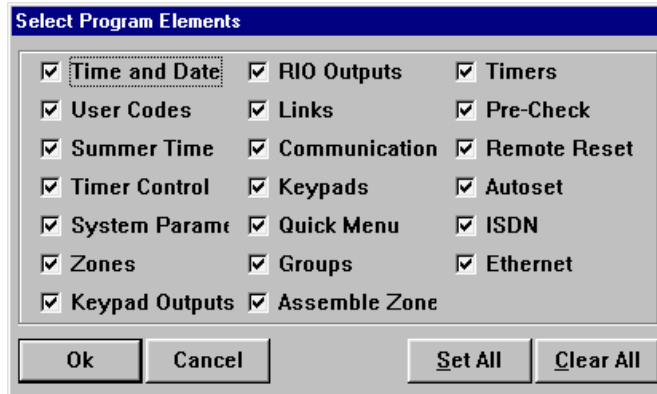 Select Program Elements
Time and Date RIO Outputs Timers
User Codes Links Pre-Check
Summer Time Communication Remote Reset
Timer Control Keypads Autoset
System Parame Quick Menu ISDN
Zones Groups Ethernet
Keypad Outputs Assemble Zone
Ok Cancel Set All Clear All